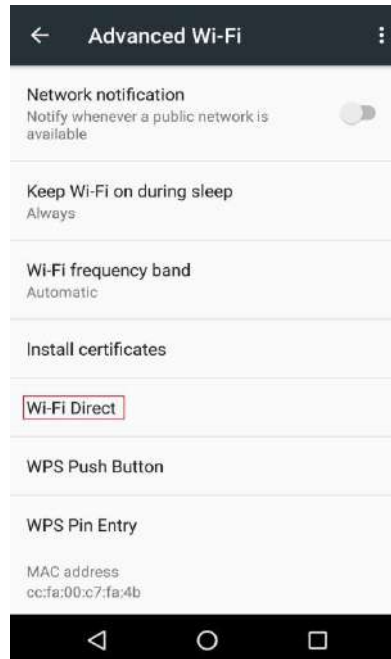 Advanced Wi-Fi
Network notification
Notify whenever a public network is
available
Keep Wi-Fi on during sleep
Always
Wi-Fi frequency band
Automatic
Install certificates
Wi-Fi Direct
WPS Push Button
WPS Pin Entry
MAC address
cc:fa:00:c7:fa:4b